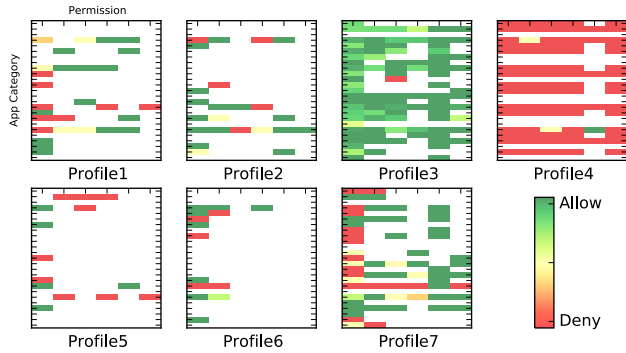 Permission
App Category
Profile1
Profile2
Profile3
Profile4
Profile5
Profile6
Profile7
Allow
Deny